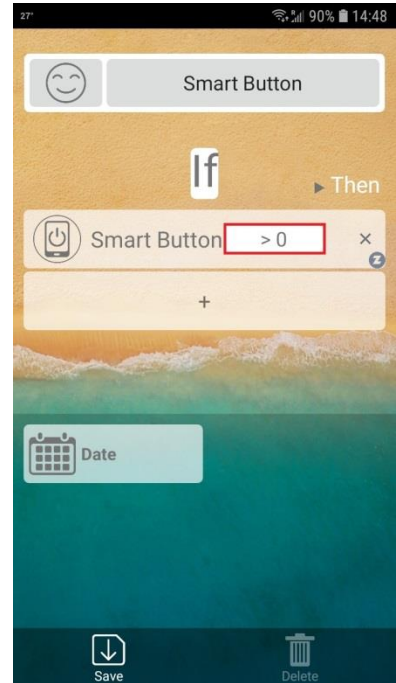 27°
90% 14:48
Smart Button
If
▸ Then
Smart Button > 0 ×
z
+
Date
Save
Delete